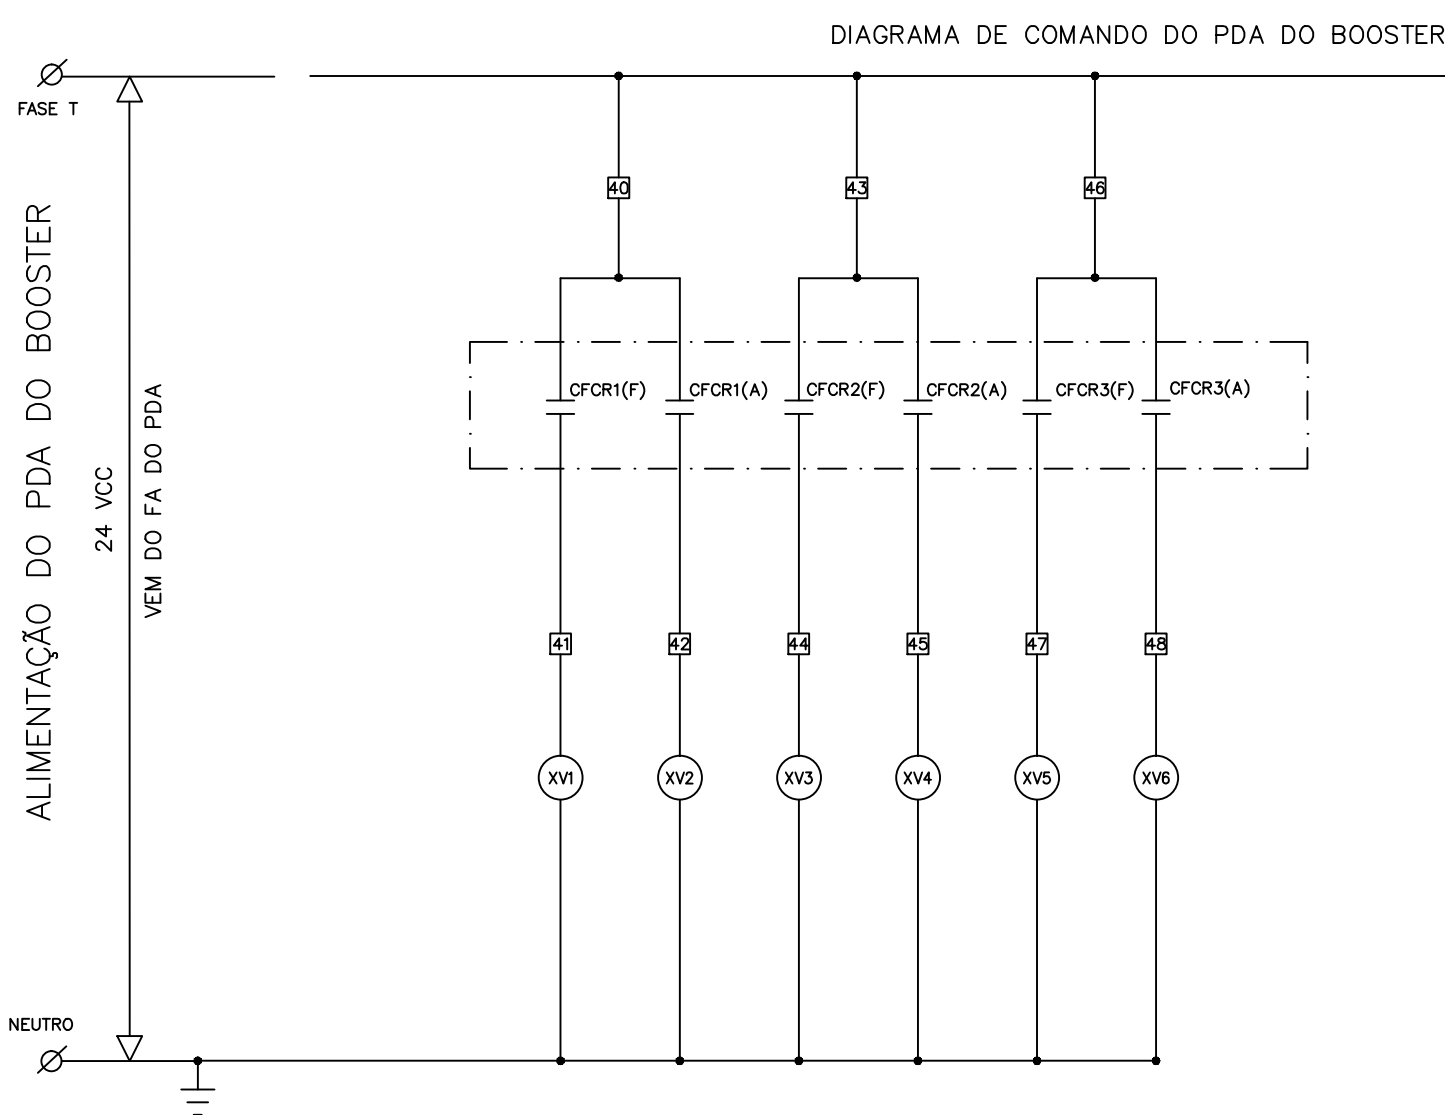 DIAGRAMA DE COMANDO DO PDA DO BOOSTER
FASE T
ALIMENTAÇÃO DO PDA DO BOOSTER
24 VCC
VEM DO FA DO PDA
40
43
46
CFCR1(F)
CFCR1(A)
CFCR2(F)
CFCR2(A)
CFCR3(F)
CFCR3(A)
41
42
44
45
47
48
XV1
XV2
XV3
XV4
XV5
XV6
NEUTRO